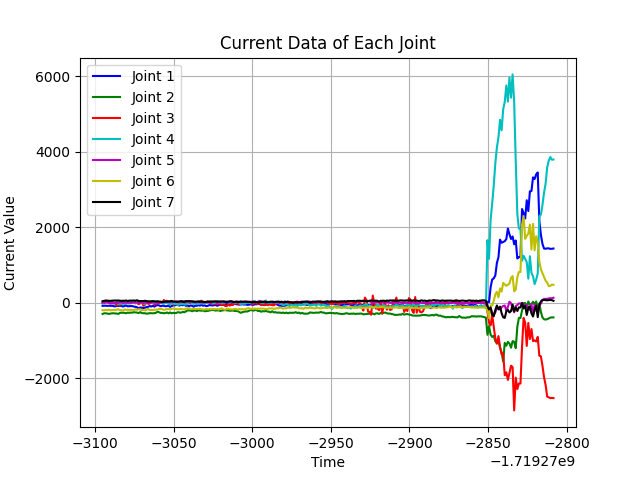 Current Data of Each Joint
Joint 1
Joint 2
Joint 3
Joint 4
Joint 5
Joint 6
Joint 7
Current Value
6000
4000
2000
0
−2000
−3100 −3050 −3000 −2950 −2900 −2850 −2800
Time
−1.71927e9